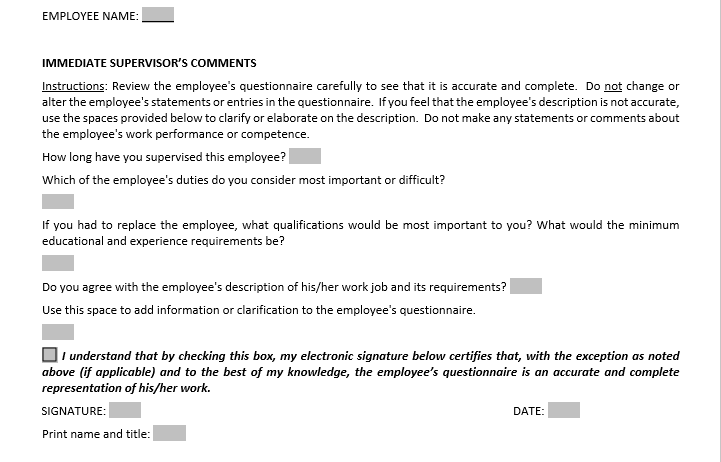 EMPLOYEE NAME:
IMMEDIATE SUPERVISOR’S COMMENTS
Instructions: Review the employee's questionnaire carefully to see that it is accurate and complete. Do not change or
alter the employee's statements or entries in the questionnaire. If you feel that the employee's description is not accurate,
use the spaces provided below to clarify or elaborate on the description. Do not make any statements or comments about
the employee's work performance or competence.
How long have you supervised this employee?
Which of the employee's duties do you consider most important or difficult?
If you had to replace the employee, what qualifications would be most important to you? What would the minimum
educational and experience requirements be?
Do you agree with the employee's description of his/her work job and its requirements?
Use this space to add information or clarification to the employee's questionnaire.
I understand that by checking this box, my electronic signature below certifies that, with the exception as noted
above (if applicable) and to the best of my knowledge, the employee’s questionnaire is an accurate and complete
representation of his/her work.
SIGNATURE: DATE:
Print name and title: